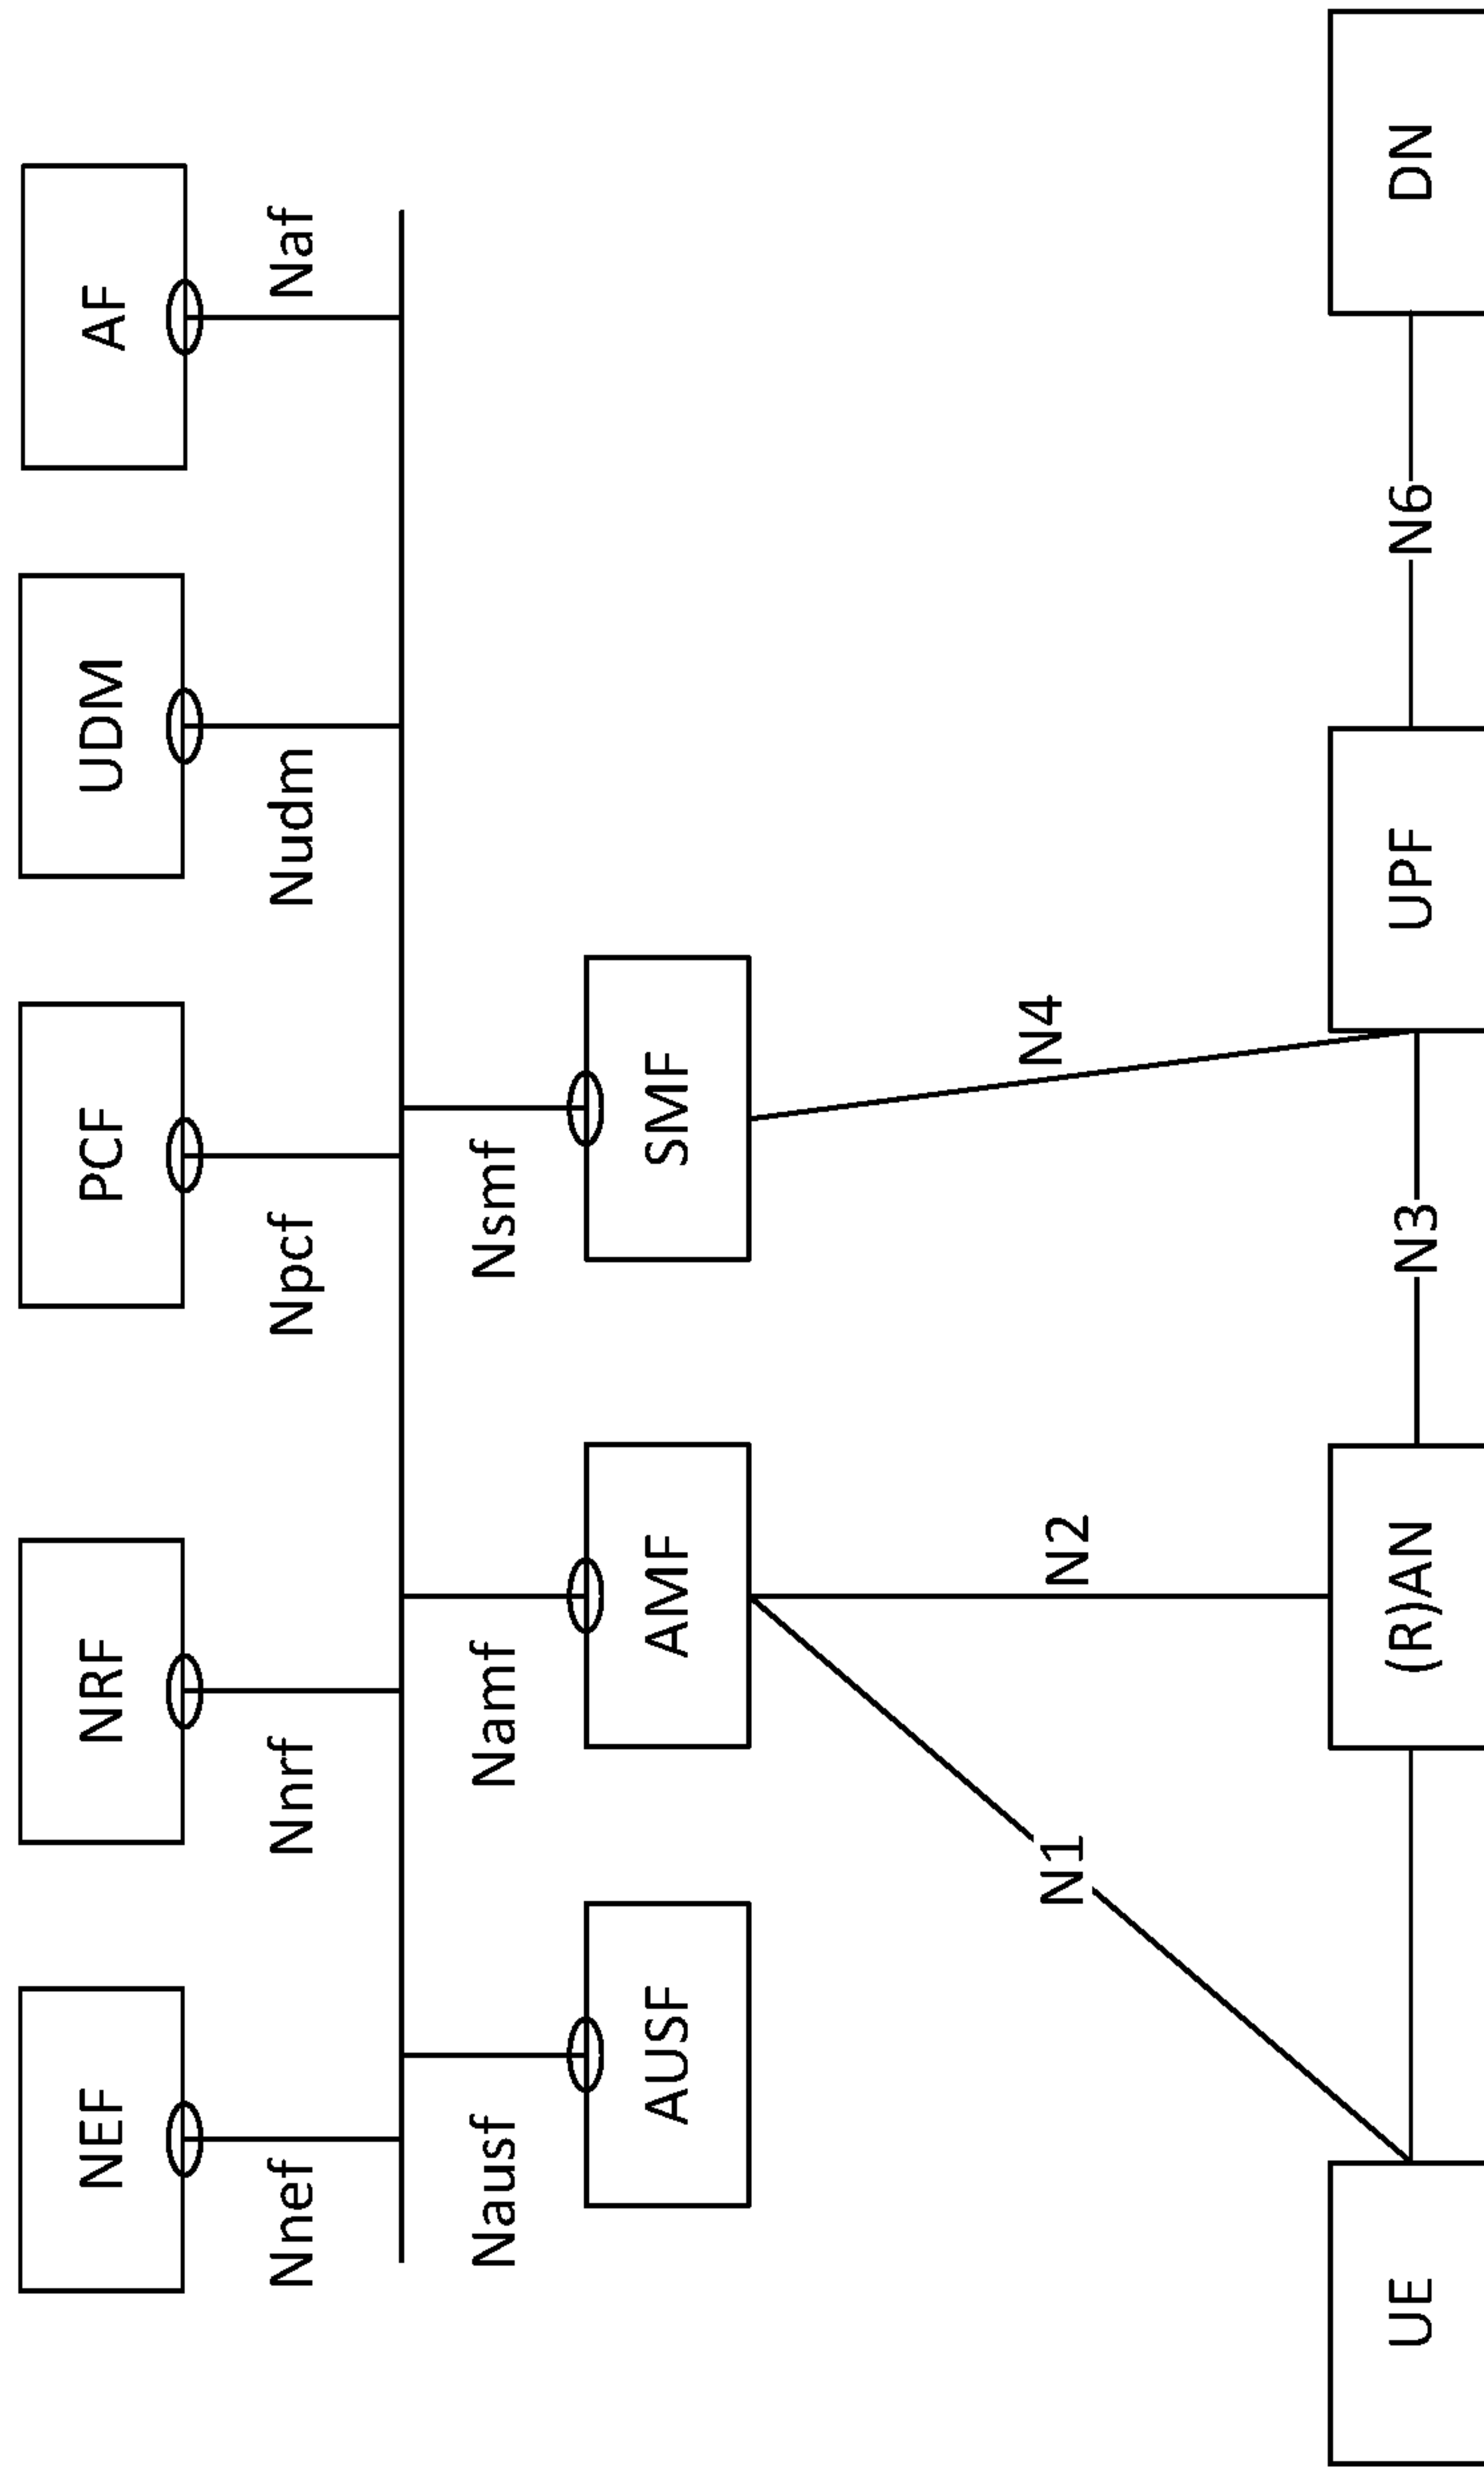 NEF
NRF
PCF
UDM
AF
Nnef
Nnrf
Npcf
Nudm
Naf
Nausf
Namf
Nsmf
AUSF
AMF
SMF
N1
N2
N4
UE
(R)AN
N3
UPF
N6
DN